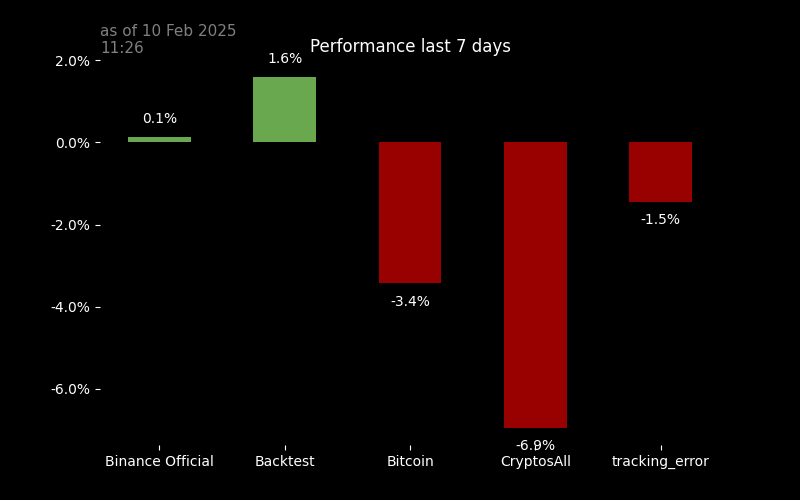 as of 10 Feb 2025
11:26
Performance last 7 days
2.0%
0.0%
-2.0%
-4.0%
-6.0%
0.1%
1.6%
-3.4%
-6.9%
-1.5%
Binance Official
Backtest
Bitcoin
CryptosAll
tracking_error